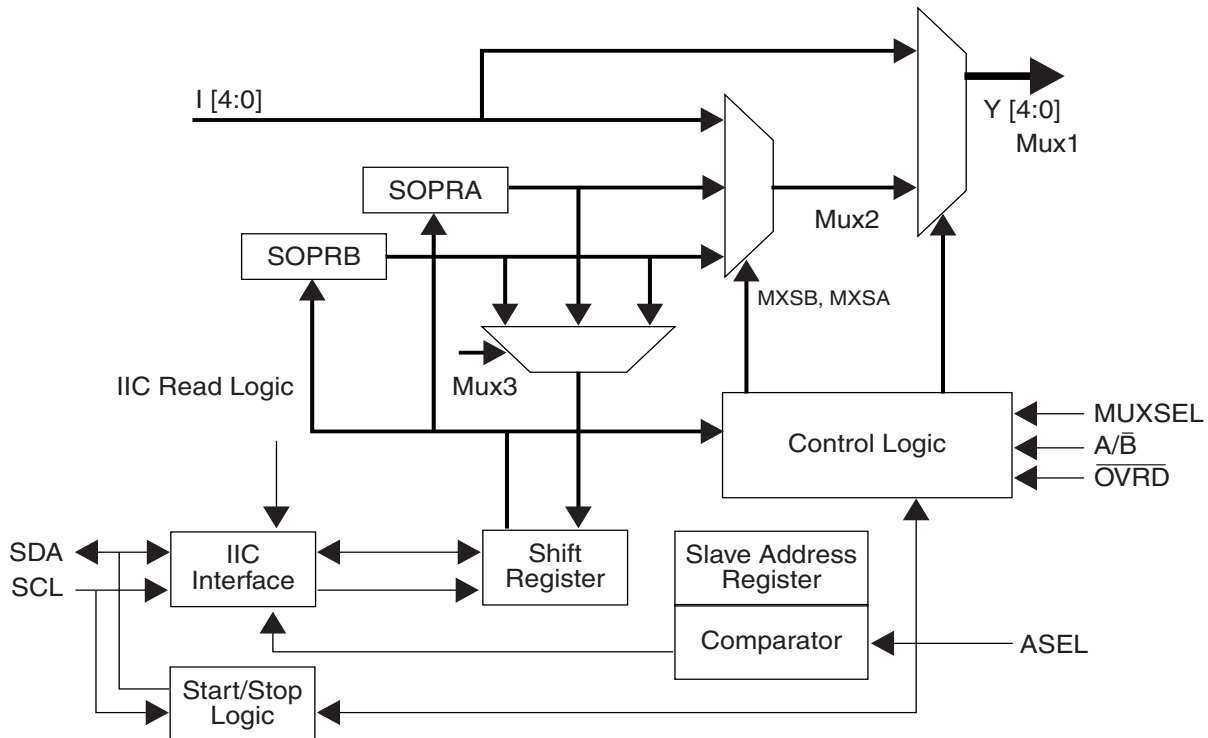 I [4:0]
Y [4:0]
Mux1
SOPRA
Mux2
SOPRB
MXSB, MXSA
IIC Read Logic
Mux3
MUXSEL
Control Logic
A/B̅
O̅V̅R̅D̅
SDA
IIC
Interface
Shift
Register
Slave Address
Register
SCL
Comparator
ASEL
Start/Stop
Logic